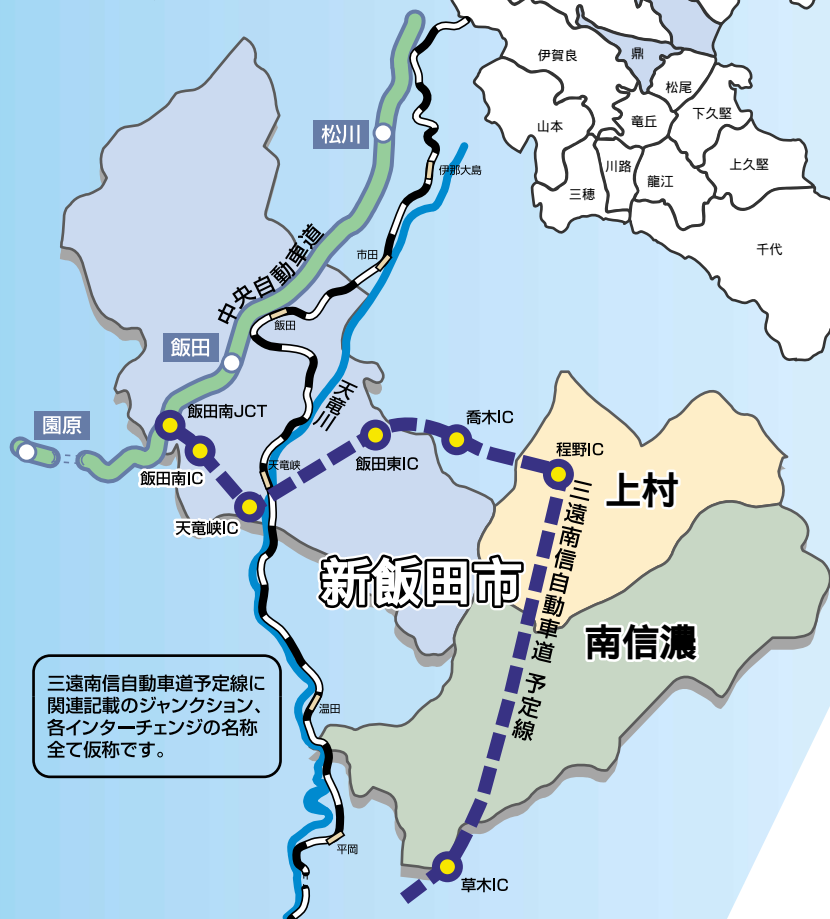 伊賀良
鼎
松尾
山本
竜丘
下久堅
川路
龍江
上久堅
三穂
千代
松川
伊那大島
中央自動車道
市田
飯田
飯田
天竜川
園原
飯田南JCT
飯田南IC
天竜峡
天竜峡IC
飯田東IC
喬木IC
程野IC
上村
三遠南信自動車道 予定線
新飯田市
南信濃
三遠南信自動車道予定線に
関連記載のジャンクション、
各インターチェンジの名称
全て仮称です。
温田
平岡
草木IC